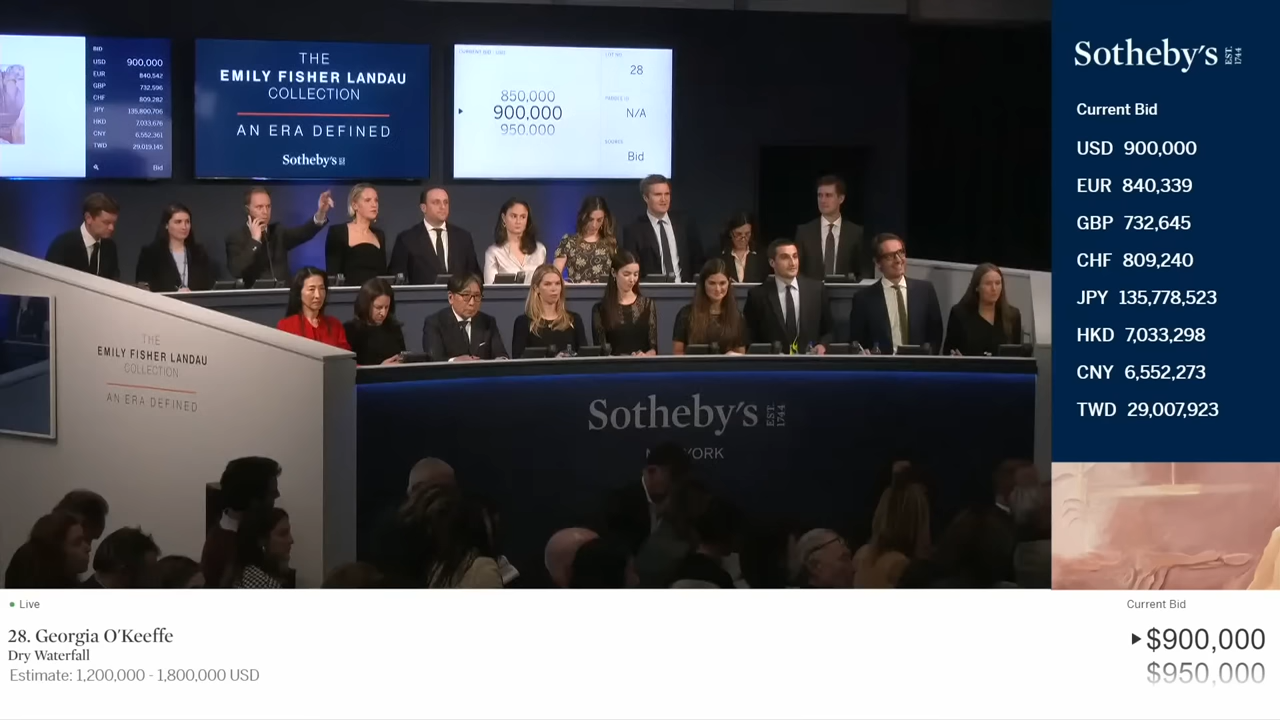 BID
USD 900,000
EUR 840,542
GBP 732,596
CHF 809,282
JPY 135,800,706
HKD 7,033,676
CNY 6,552,361
TWD 29,019,145
Bid
THE
EMILY FISHER LANDAU
COLLECTION
AN ERA DEFINED
Sotheby's
850,000
900,000
950,000
28
N/A
Bid
Sotheby's EST. 1744
Current Bid
USD 900,000
EUR 840,339
GBP 732,645
CHF 809,240
JPY 135,778,523
HKD 7,033,298
CNY 6,552,273
TWD 29,007,923
THE
EMILY FISHER LANDAU
COLLECTION
AN ERA DEFINED
Sotheby's EST. 1744
Live
28. Georgia O'Keeffe
Dry Waterfall
Estimate: 1,200,000 - 1,800,000 USD
Current Bid
$900,000
$950,000